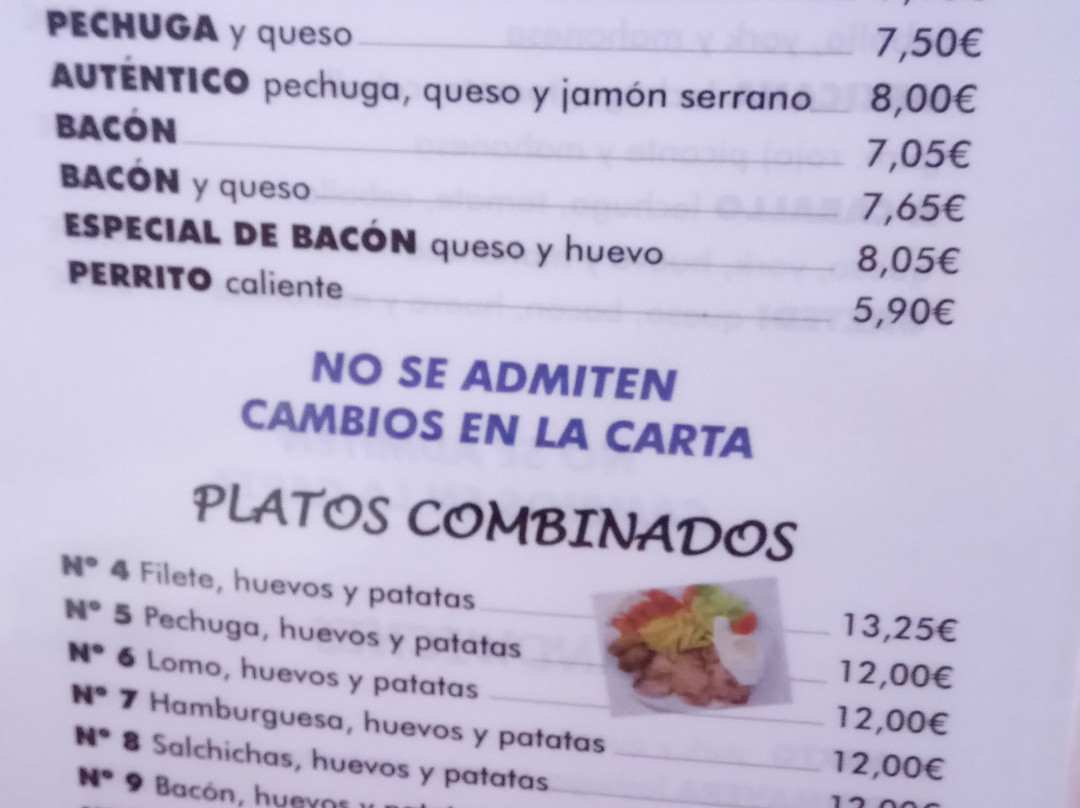 PECHUGA y queso 7,50€
AUTÉNTICO pechuga, queso y jamón serrano 8,00€
BACÓN 7,05€
BACÓN y queso 7,65€
ESPECIAL DE BACÓN queso y huevo 8,05€
PERRITO caliente 5,90€
NO SE ADMITEN
CAMBIOS EN LA CARTA
PLATOS COMBINADOS
Nº 4 Filete, huevos y patatas 13,25€
Nº 5 Pechuga, huevos y patatas 12,00€
Nº 6 Lomo, huevos y patatas 12,00€
Nº 7 Hamburguesa, huevos y patatas 12,00€
Nº 8 Salchichas, huevos y patatas
Nº 9 Bacón, huevos y